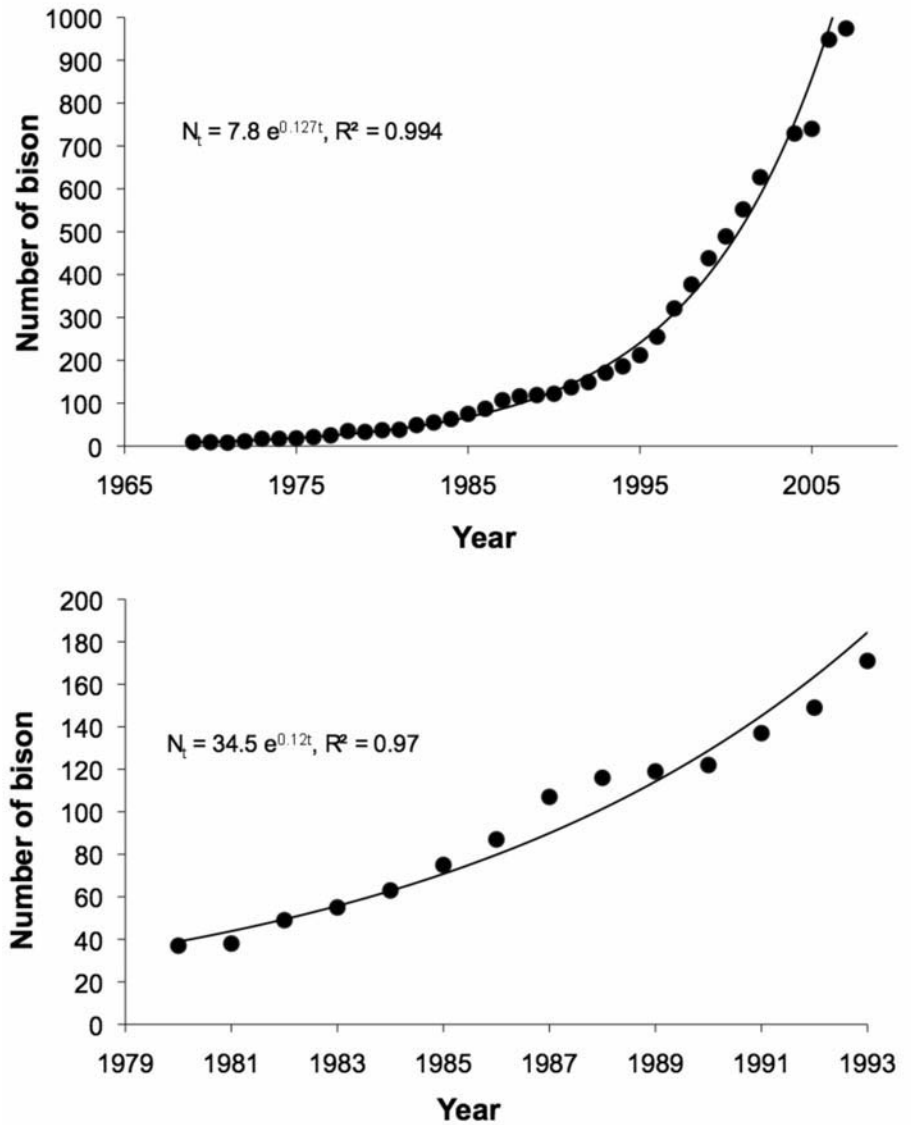 1000
900
800
700
600
500
400
300
200
100
0
Number of bison
Nₜ = 7.8 e^0.127t, R² = 0.994
1965 1975 1985 1995 2005
Year
200
180
160
140
120
100
80
60
40
20
0
Number of bison
Nₜ = 34.5 e^0.12t, R² = 0.97
1979 1981 1983 1985 1987 1989 1991 1993
Year